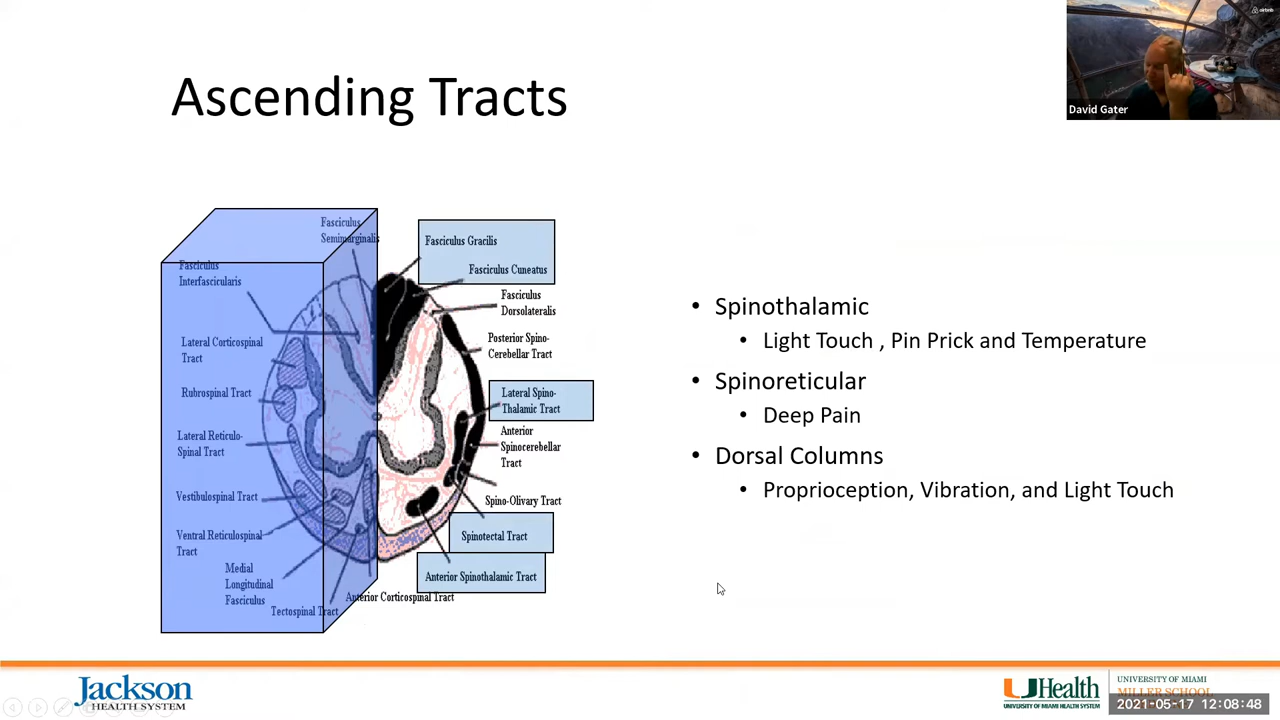 airbnb
David Gater
Ascending Tracts
Fasciculus
Semimarginalis
Fasciculus
Interfascicularis
Lateral Corticospinal
Tract
Rubrospinal Tract
Lateral Reticulo-
Spinal Tract
Vestibulospinal Tract
Ventral Reticulospinal
Tract
Medial
Longitudinal
Fasciculus
Tectospinal Tract
Anterior Corticospinal Tract
Fasciculus Gracilis
Fasciculus Cuneatus
Fasciculus
Dorsolateralis
Posterior Spino-
Cerebellar Tract
Lateral Spino-
Thalamic Tract
Anterior
Spinocerebellar
Tract
Spino-Olivary Tract
Spinotectal Tract
Anterior Spinothalamic Tract
• Spinothalamic
• Light Touch , Pin Prick and Temperature
• Spinoreticular
• Deep Pain
• Dorsal Columns
• Proprioception, Vibration, and Light Touch
Jackson
HEALTH SYSTEM
UHealth
UNIVERSITY OF MIAMI HEALTH SYSTEM
UNIVERSITY OF MIAMI
MILLER SCHOOL
2021-05-17 12:08:48